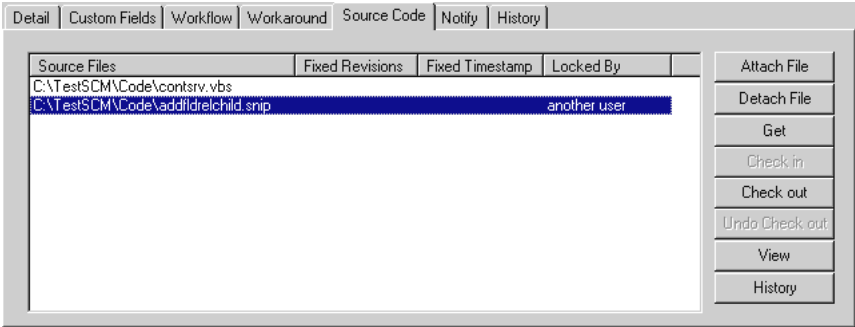 Detail Custom Fields Workflow Workaround Source Code Notify History
Source Files Fixed Revisions Fixed Timestamp Locked By
C:\TestSCM\Code\contsrv.vbs
C:\TestSCM\Code\addfldrelchild.snip another user
Attach File
Detach File
Get
Check in
Check out
Undo Check out
View
History